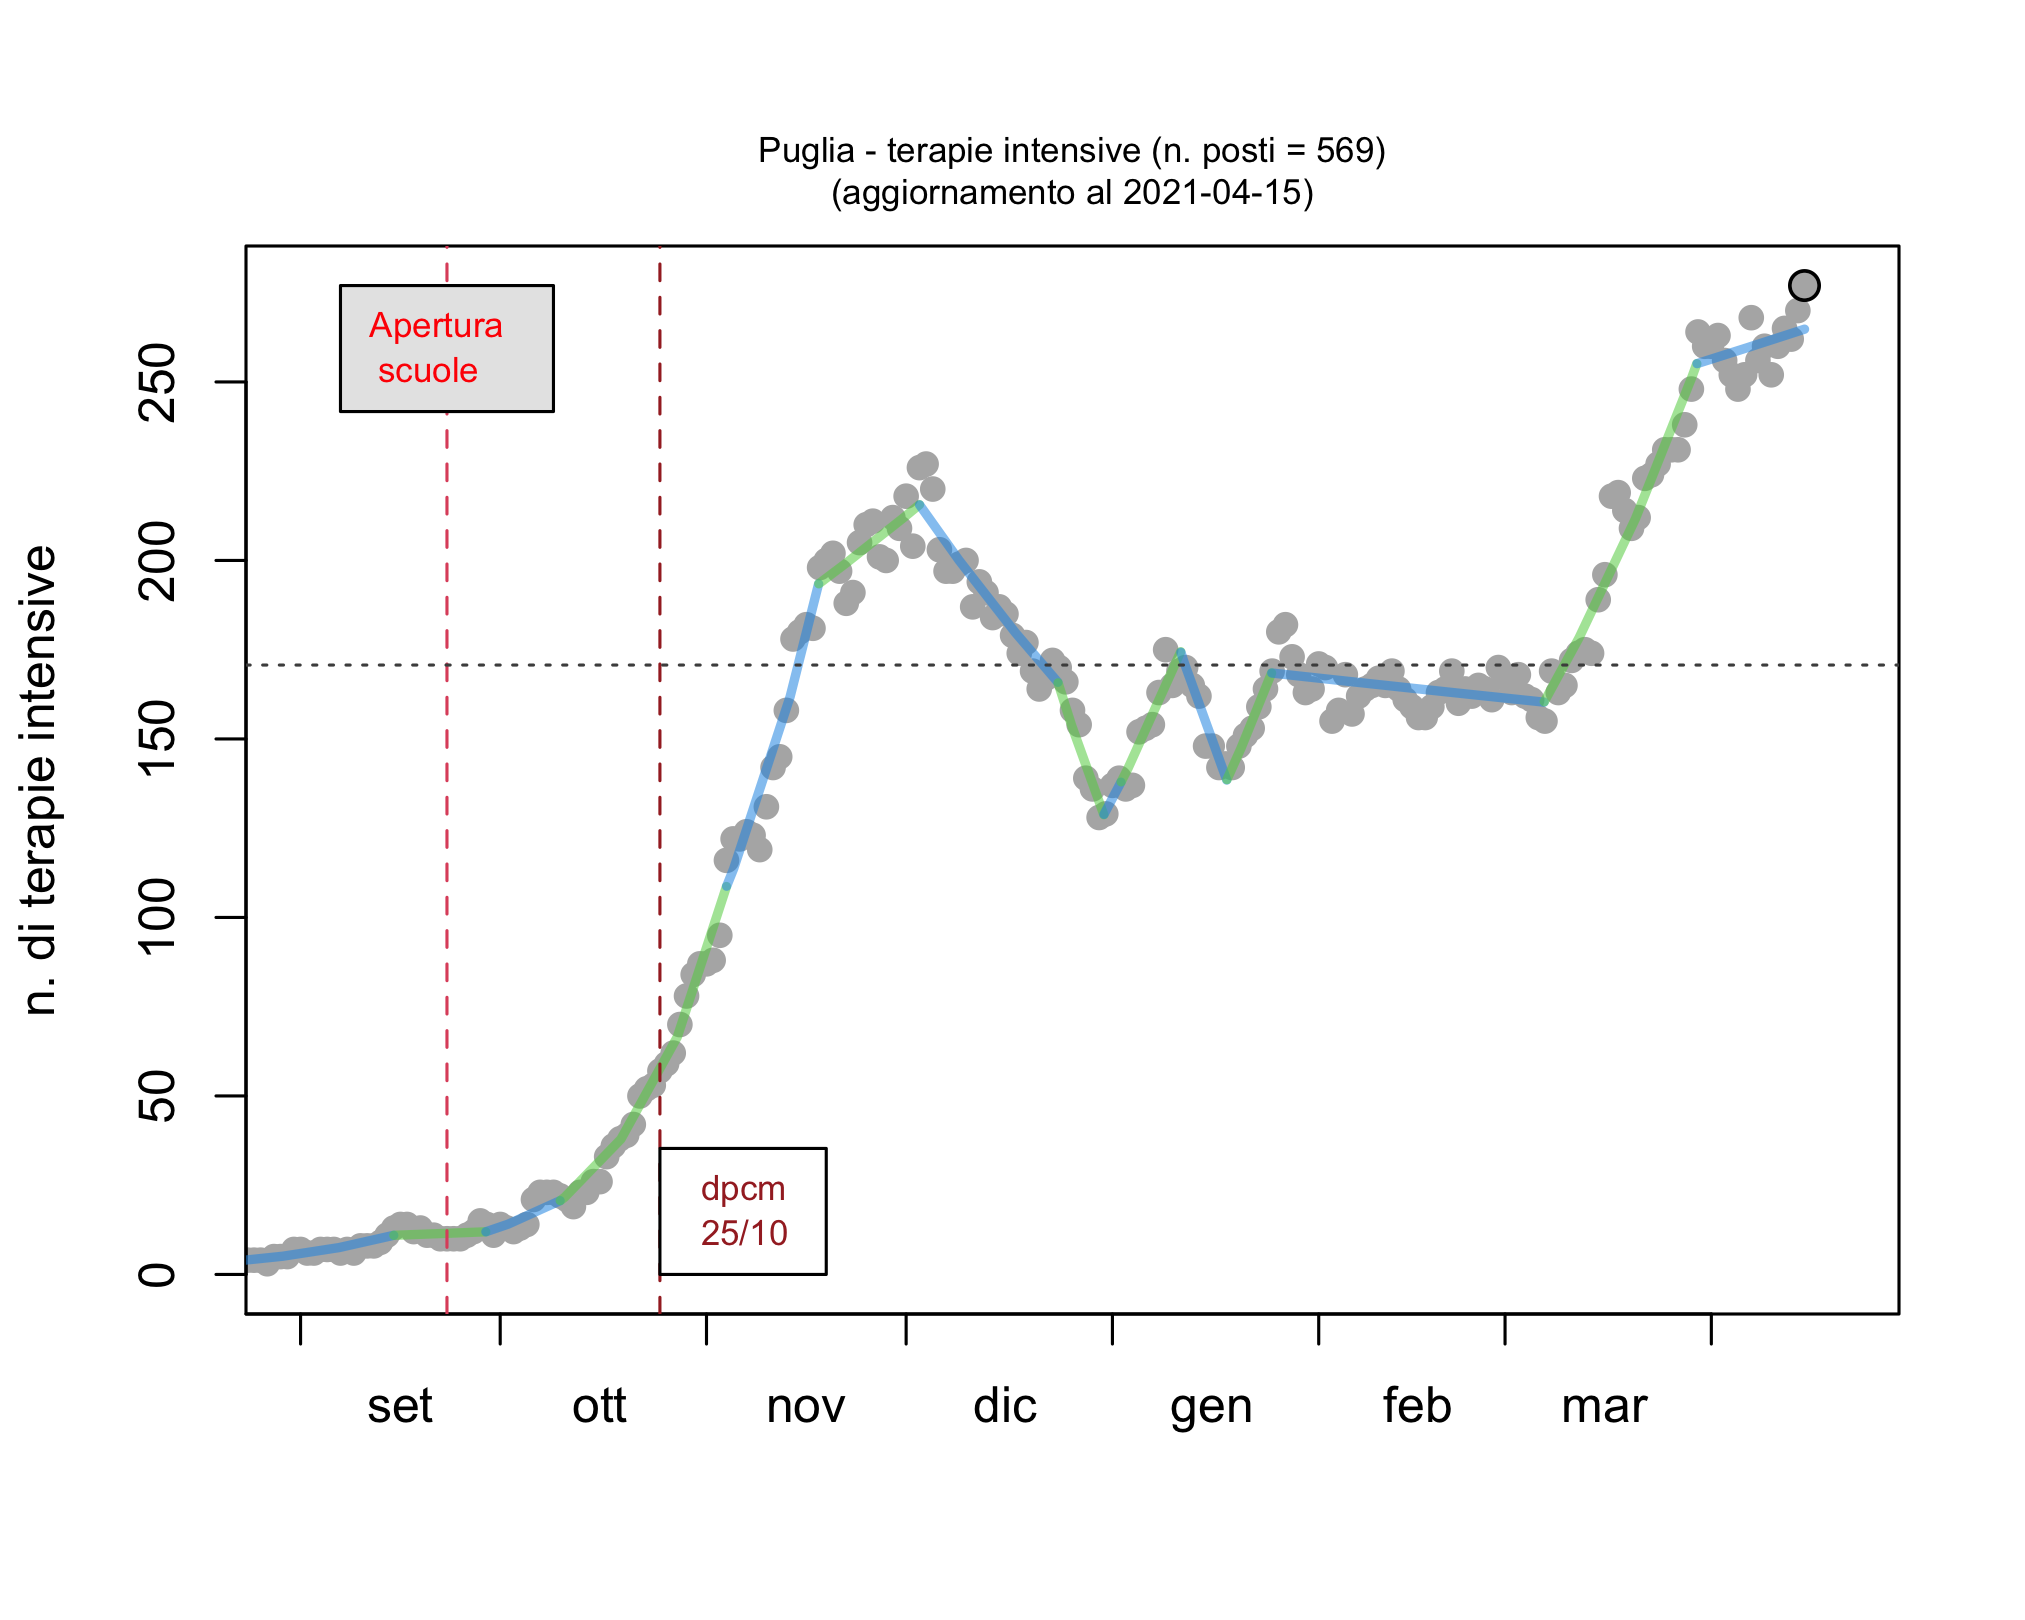 Puglia - terapie intensive (n. posti = 569)
(aggiornamento al 2021-04-15)
Apertura
scuole
n. di terapie intensive
250
200
150
100
50
0
dpcm
25/10
set ott nov dic gen feb mar